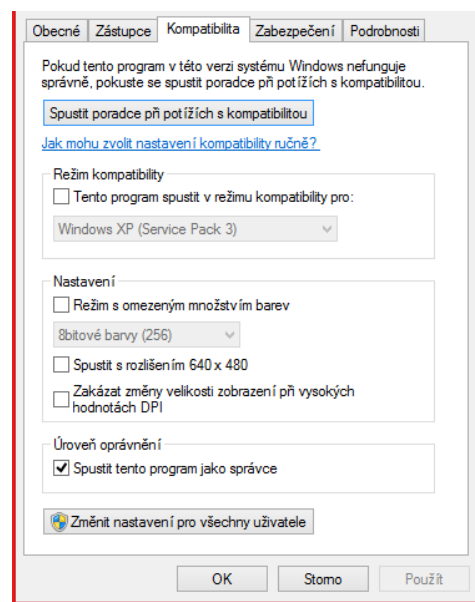 Obecné Zástupce Kompatibilita Zabezpečení Podrobnosti
Pokud tento program v této verzi systému Windows nefunguje
správně, pokuste se spustit poradce při potížích s kompatibilitou.
Spustit poradce při potížích s kompatibilitou
Jak mohu zvolit nastavení kompatibility ručně?
Režim kompatibility
Tento program spustit v režimu kompatibility pro:
Windows XP (Service Pack 3)
Nastavení
Režim s omezeným množstvím barev
8bitové barvy (256)
Spustit s rozlišením 640 x 480
Zakázat změny velikosti zobrazení při vysokých
hodnotách DPI
Úroveň oprávnění
Spustit tento program jako správce
Změnit nastavení pro všechny uživatele
OK Storno Použít